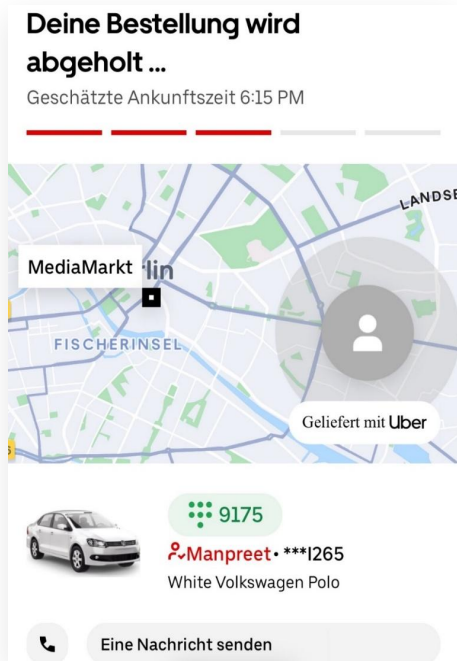 Deine Bestellung wird
abgeholt ...
Geschätzte Ankunftszeit 6:15 PM
LANDSB
MediaMarkt
lin
FISCHERINSEL
Geliefert mit Uber
9175
Manpreet • ***I265
White Volkswagen Polo
Eine Nachricht senden